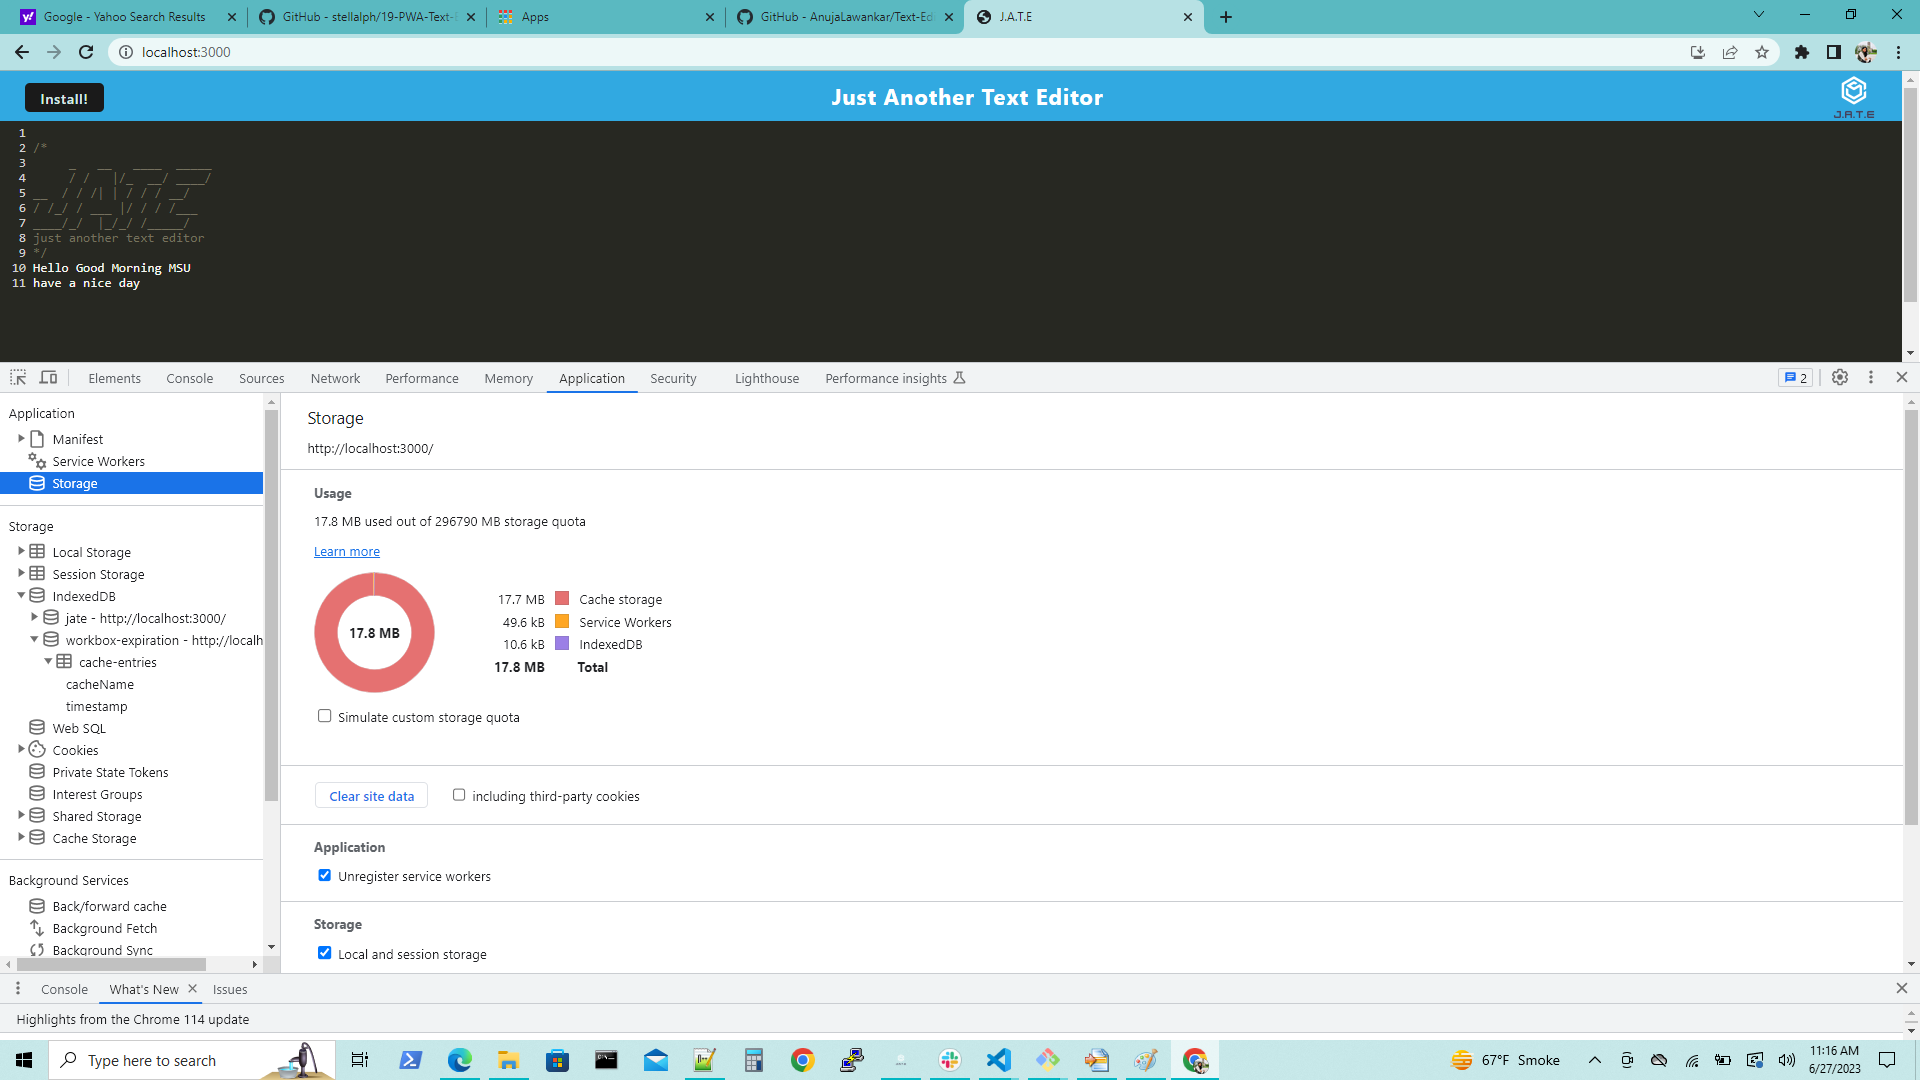 Google - Yahoo Search Results
GitHub - stellalph/19-PWA-Text-
Apps
GitHub - AnujaLawankar/Text-Ed
J.A.T.E
localhost:3000
Install!
Just Another Text Editor
J.A.T.E
1
2 /*
3
4
5
6
7
8 just another text editor
9 */
10 Hello Good Morning MSU
11 have a nice day
Elements Console Sources Network Performance Memory Application Security Lighthouse Performance insights
2
Application
Manifest
Service Workers
Storage
Storage
Local Storage
Session Storage
IndexedDB
jate - http://localhost:3000/
workbox-expiration - http://localh
cache-entries
cacheName
timestamp
Web SQL
Cookies
Private State Tokens
Interest Groups
Shared Storage
Cache Storage
Background Services
Back/forward cache
Background Fetch
Background Sync
Storage
http://localhost:3000/
Usage
17.8 MB used out of 296790 MB storage quota
Learn more
17.8 MB
17.7 MB Cache storage
49.6 kB Service Workers
10.6 kB IndexedDB
17.8 MB Total
Simulate custom storage quota
Clear site data including third-party cookies
Application
Unregister service workers
Storage
Local and session storage
Console What's New Issues
Highlights from the Chrome 114 update
Type here to search
67°F Smoke
11:16 AM
6/27/2023